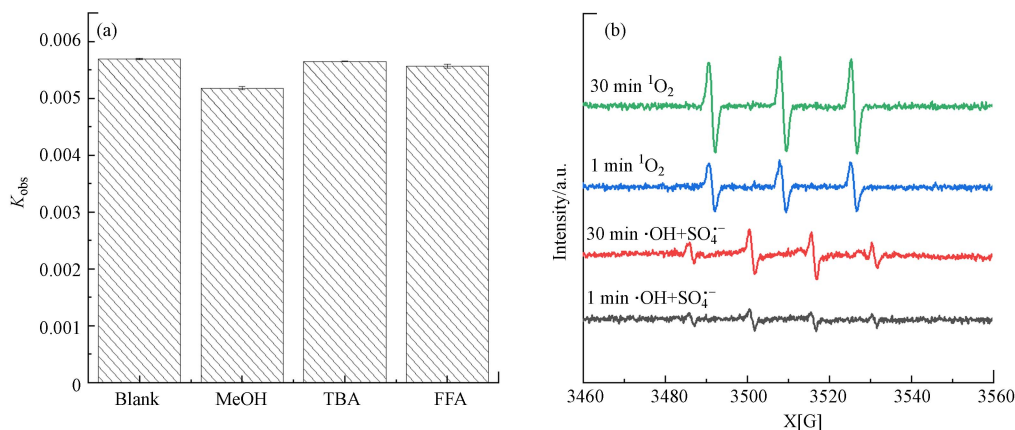 (a)
0.006
0.005
0.004
0.003
0.002
0.001
0
K_obs
Blank MeOH TBA FFA
(b)
30 min ¹O₂
1 min ¹O₂
30 min ·OH+SO₄·⁻
1 min ·OH+SO₄·⁻
Intensity/a.u.
3460 3480 3500 3520 3540 3560
X[G]